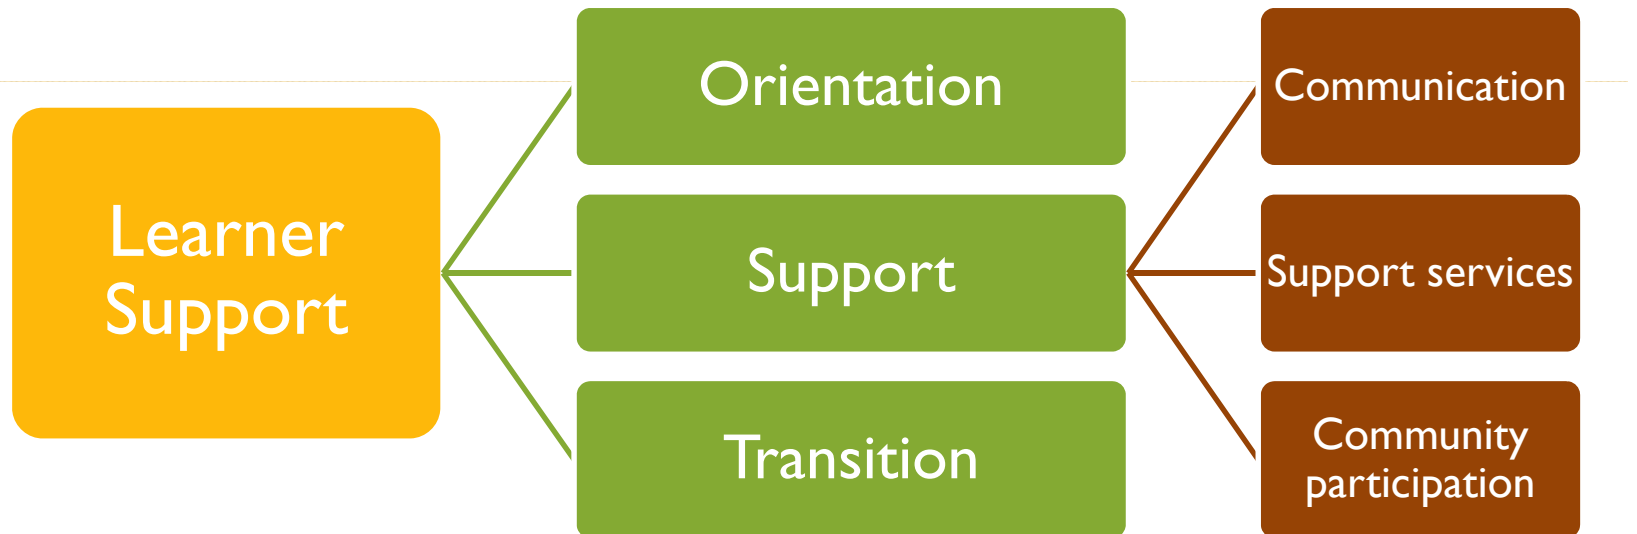 Learner
Support
Orientation
Support
Transition
Communication
Support services
Community
participation